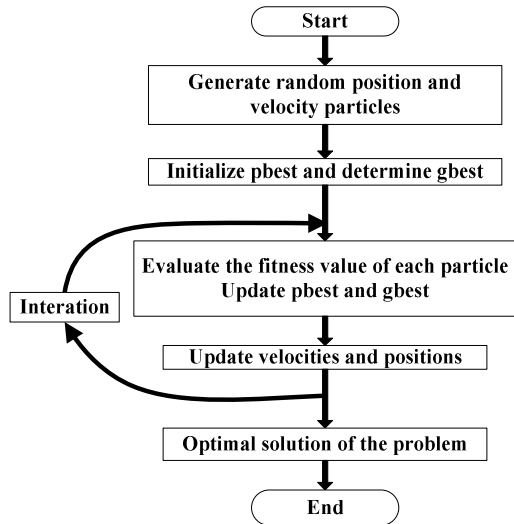 Start
Generate random position and
velocity particles
Initialize pbest and determine gbest
Evaluate the fitness value of each particle
Update pbest and gbest
Interation
Update velocities and positions
Optimal solution of the problem
End